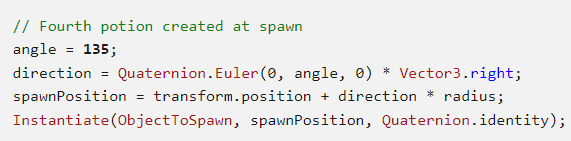 // Fourth potion created at spawn
angle = 135;
direction = Quaternion.Euler(0, angle, 0) * Vector3.right;
spawnPosition = transform.position + direction * radius;
Instantiate(ObjectToSpawn, spawnPosition, Quaternion.identity);